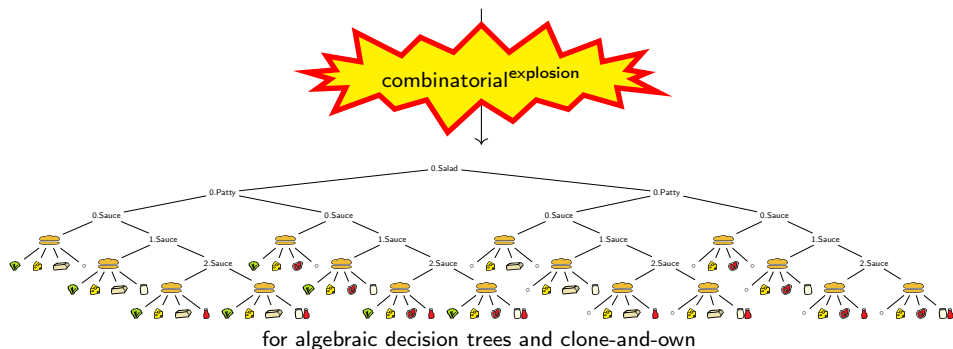 combinatorial^explosion
0.Salad
0.Patty 0.Patty
0.Sauce 0.Sauce 0.Sauce 0.Sauce
1.Sauce 1.Sauce 1.Sauce 1.Sauce
2.Sauce 2.Sauce 2.Sauce 2.Sauce
for algebraic decision trees and clone-and-own